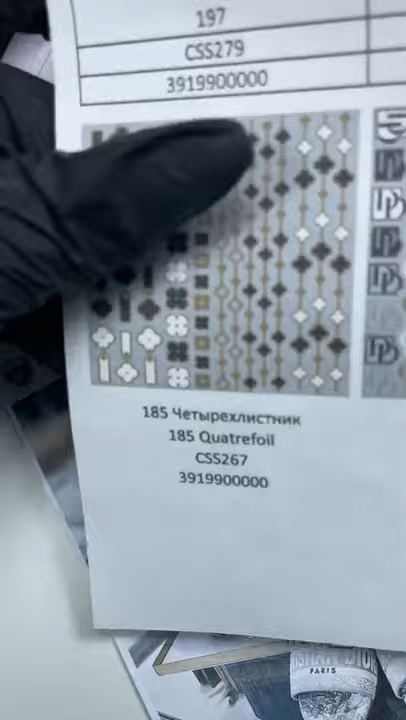 197
CSS279
3919900000
185 Четырехлистник
185 Quatrefoil
CSS267
3919900000
PARIS